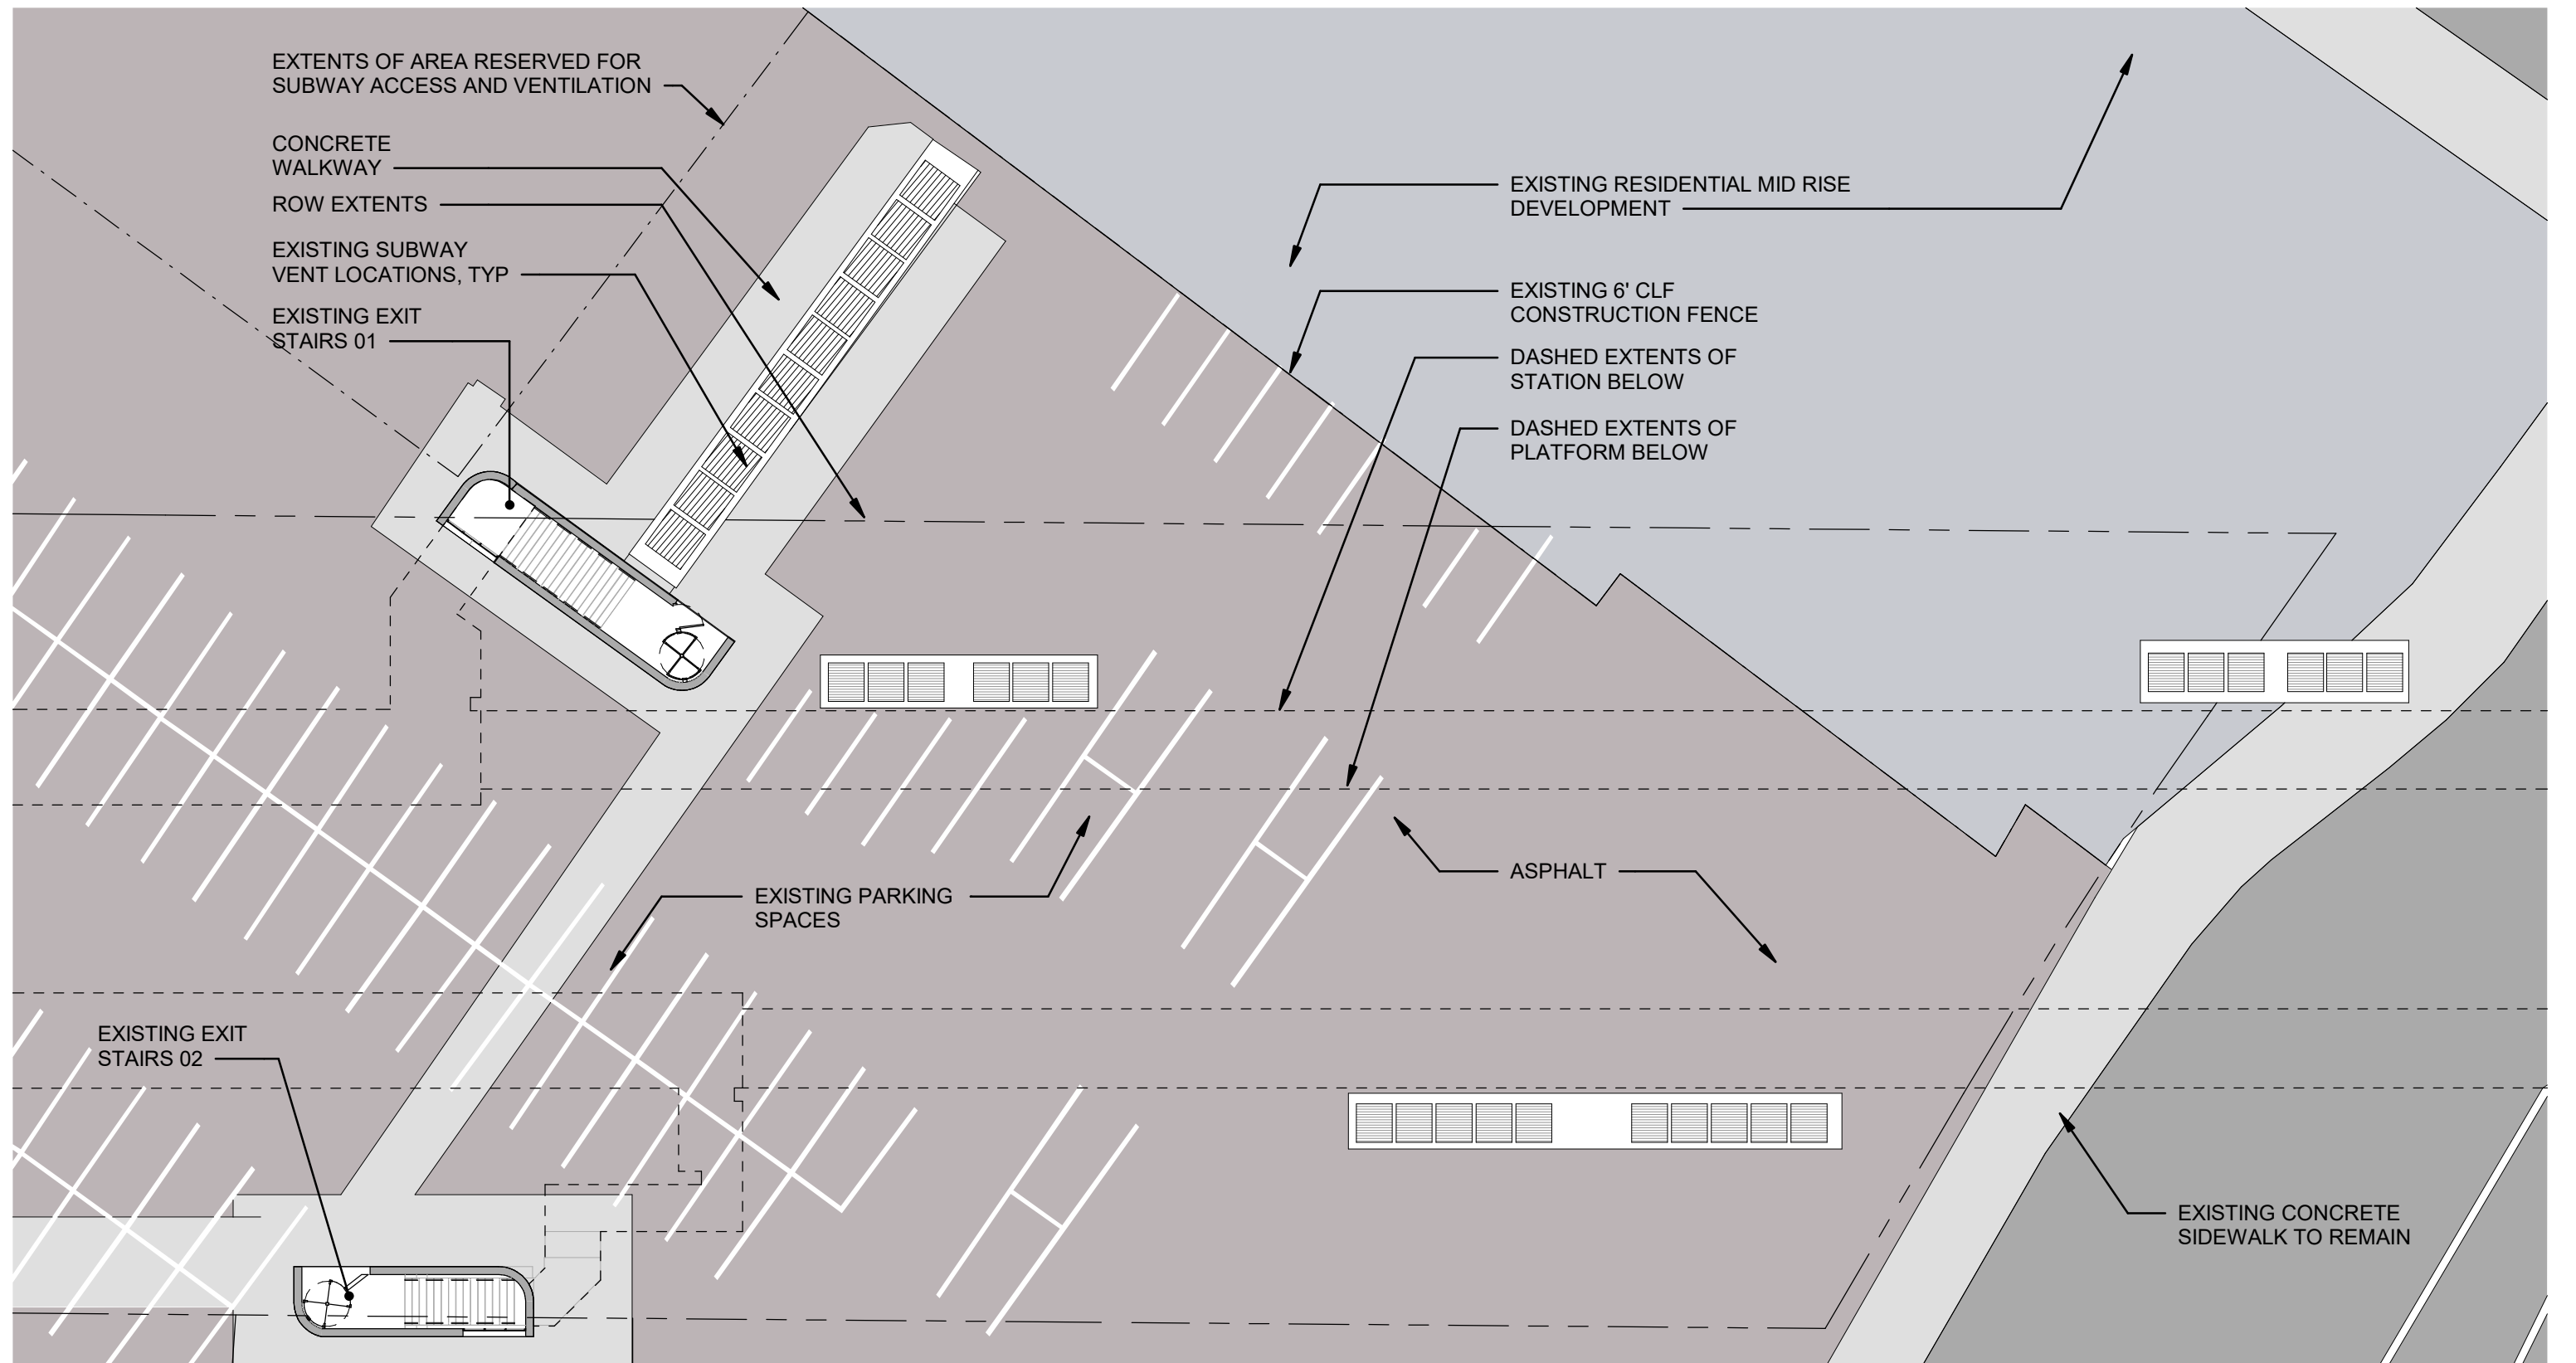 EXTENTS OF AREA RESERVED FOR
SUBWAY ACCESS AND VENTILATION
CONCRETE
WALKWAY
ROW EXTENTS
EXISTING SUBWAY
VENT LOCATIONS, TYP
EXISTING EXIT
STAIRS 01
EXISTING RESIDENTIAL MID RISE
DEVELOPMENT
EXISTING 6' CLF
CONSTRUCTION FENCE
DASHED EXTENTS OF
STATION BELOW
DASHED EXTENTS OF
PLATFORM BELOW
ASPHALT
EXISTING PARKING
SPACES
EXISTING EXIT
STAIRS 02
EXISTING CONCRETE
SIDEWALK TO REMAIN